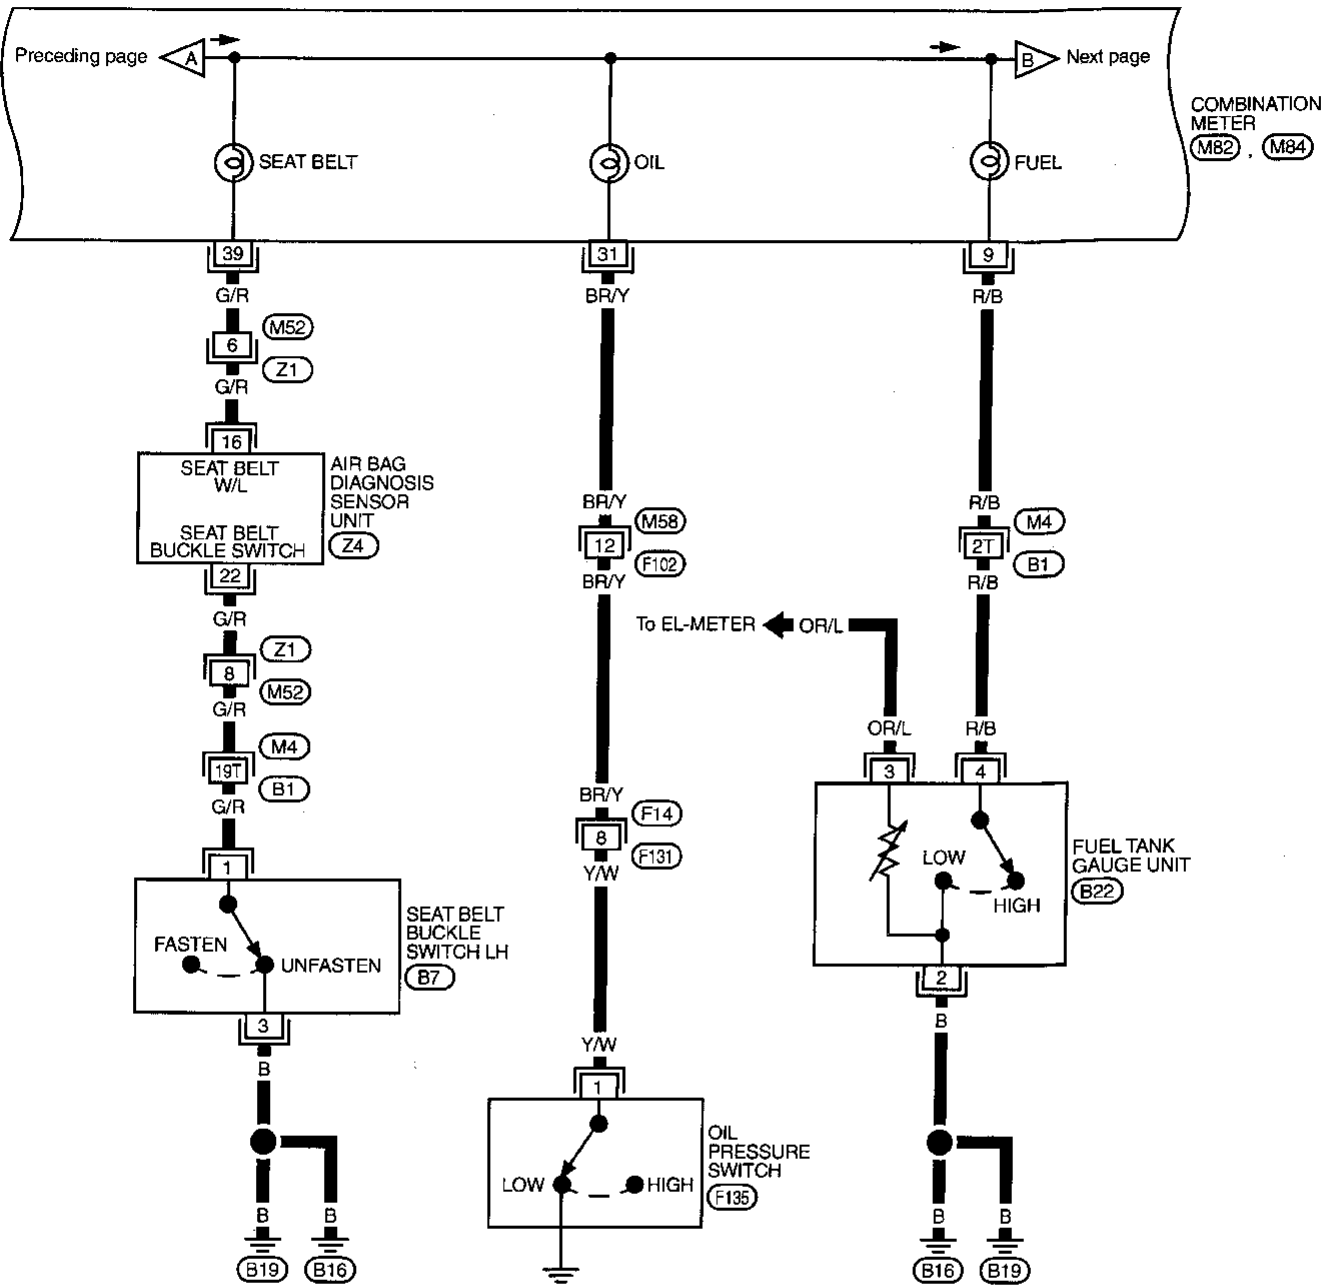 Preceding page
A
B
Next page
COMBINATION
METER
M82 , M84
SEAT BELT
OIL
FUEL
39
31
9
G/R
BR/Y
R/B
6
M52
Z1
G/R
16
SEAT BELT
W/L
SEAT BELT
BUCKLE SWITCH
AIR BAG
DIAGNOSIS
SENSOR
UNIT
Z4
22
G/R
8
Z1
M52
G/R
19T
M4
B1
G/R
1
FASTEN
UNFASTEN
SEAT BELT
BUCKLE
SWITCH LH
B7
3
B
B
B
B19
B16
BR/Y
12
M58
F102
BR/Y
BR/Y
8
F14
F131
Y/W
Y/W
1
LOW
HIGH
OIL
PRESSURE
SWITCH
F135
R/B
2T
M4
B1
R/B
To EL-METER
OR/L
OR/L
R/B
3
4
LOW
HIGH
FUEL TANK
GAUGE UNIT
B22
2
B
B
B
B16
B19